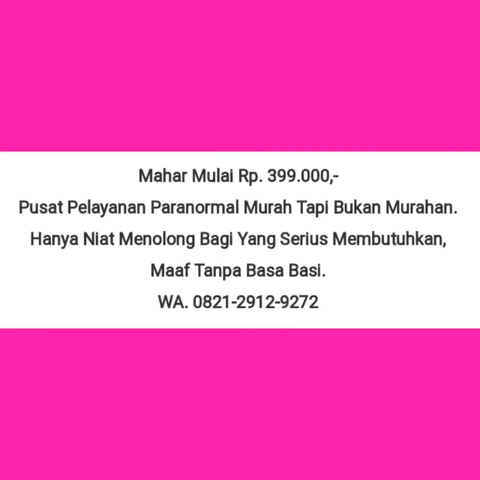 Mahar Mulai Rp. 399.000,-
Pusat Pelayanan Paranormal Murah Tapi Bukan Murahan.
Hanya Niat Menolong Bagi Yang Serius Membutuhkan,
Maaf Tanpa Basa Basi.
WA. 0821-2912-9272